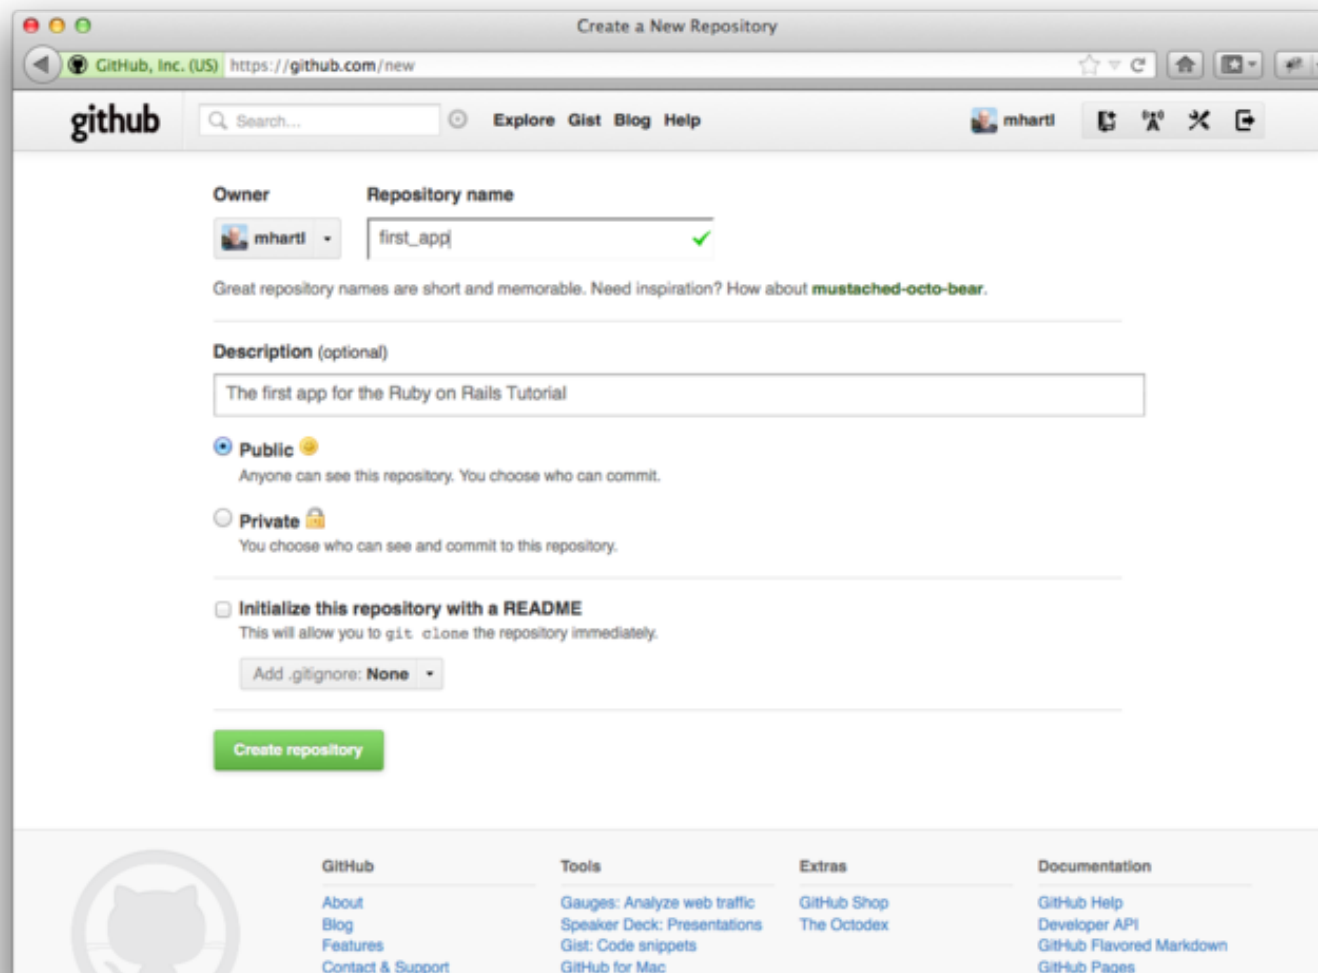 Create a New Repository
GitHub, Inc. (US) https://github.com/new
github Search... Explore Gist Blog Help mhartl
Owner Repository name
mhartl first_app
Great repository names are short and memorable. Need inspiration? How about mustached-octo-bear.
Description (optional)
The first app for the Ruby on Rails Tutorial
Public
Anyone can see this repository. You choose who can commit.
Private
You choose who can see and commit to this repository.
Initialize this repository with a README
This will allow you to git clone the repository immediately.
Add .gitignore: None
Create repository
GitHub Tools Extras Documentation
About Gauges: Analyze web traffic GitHub Shop GitHub Help
Blog Speaker Deck: Presentations The Octodex Developer API
Features Gist: Code snippets GitHub Flavored Markdown
Contact & Support GitHub for Mac GitHub Pages